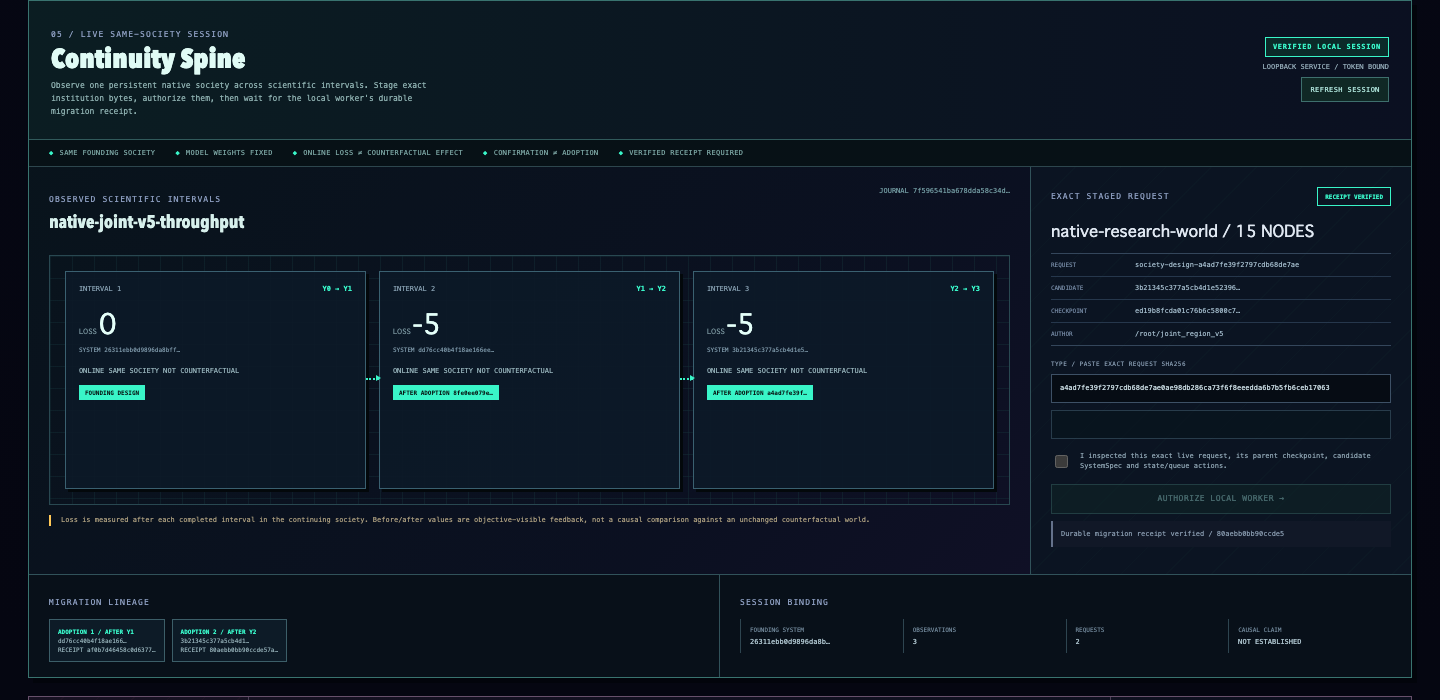 05 / LIVE SAME-SOCIETY SESSION
Continuity Spine
Observe one persistent native society across scientific intervals. Stage exact
institution bytes, authorize them, then wait for the local worker's durable
migration receipt.
VERIFIED LOCAL SESSION
LOOPBACK SERVICE / TOKEN BOUND
REFRESH SESSION
◆ SAME FOUNDING SOCIETY ◆ MODEL WEIGHTS FIXED ◆ ONLINE LOSS ≠ COUNTERFACTUAL EFFECT ◆ CONFIRMATION ≠ ADOPTION ◆ VERIFIED RECEIPT REQUIRED
OBSERVED SCIENTIFIC INTERVALS
native-joint-v5-throughput
JOURNAL 7f596541ba678dda58c34d…
INTERVAL 1 Y0 → Y1
LOSS 0
SYSTEM 26311ebb0d9896da8bff…
ONLINE SAME SOCIETY NOT COUNTERFACTUAL
FOUNDING DESIGN
INTERVAL 2 Y1 → Y2
LOSS -5
SYSTEM dd76cc40b4f18ae166ee…
ONLINE SAME SOCIETY NOT COUNTERFACTUAL
AFTER ADOPTION 8fe0ee079e…
INTERVAL 3 Y2 → Y3
LOSS -5
SYSTEM 3b21345c377a5cb4d1e5…
ONLINE SAME SOCIETY NOT COUNTERFACTUAL
AFTER ADOPTION a4ad7fe39f…
Loss is measured after each completed interval in the continuing society. Before/after values are objective-visible feedback, not a causal comparison against an unchanged counterfactual world.
EXACT STAGED REQUEST
RECEIPT VERIFIED
native-research-world / 15 NODES
REQUEST society-design-a4ad7fe39f2797cdb68de7ae
CANDIDATE 3b21345c377a5cb4d1e52396…
CHECKPOINT ed19b8fcda01c76b6c5800c7…
AUTHOR /root/joint_region_v5
TYPE / PASTE EXACT REQUEST SHA256
a4ad7fe39f2797cdb68de7ae0ae98db286ca73f6f8eeedda6b7b5fb6ceb17063
I inspected this exact live request, its parent checkpoint, candidate
SystemSpec and state/queue actions.
AUTHORIZE LOCAL WORKER →
Durable migration receipt verified / 80aebb0bb90ccde5
MIGRATION LINEAGE
ADOPTION 1 / AFTER Y1
dd76cc40b4f18ae166…
RECEIPT af0b7d46458c0d6377…
ADOPTION 2 / AFTER Y2
3b21345c377a5cb4d1…
RECEIPT 80aebb0bb90ccde57a…
SESSION BINDING
FOUNDING SYSTEM
26311ebb0d9896da8b…
OBSERVATIONS
3
REQUESTS
2
CAUSAL CLAIM
NOT ESTABLISHED